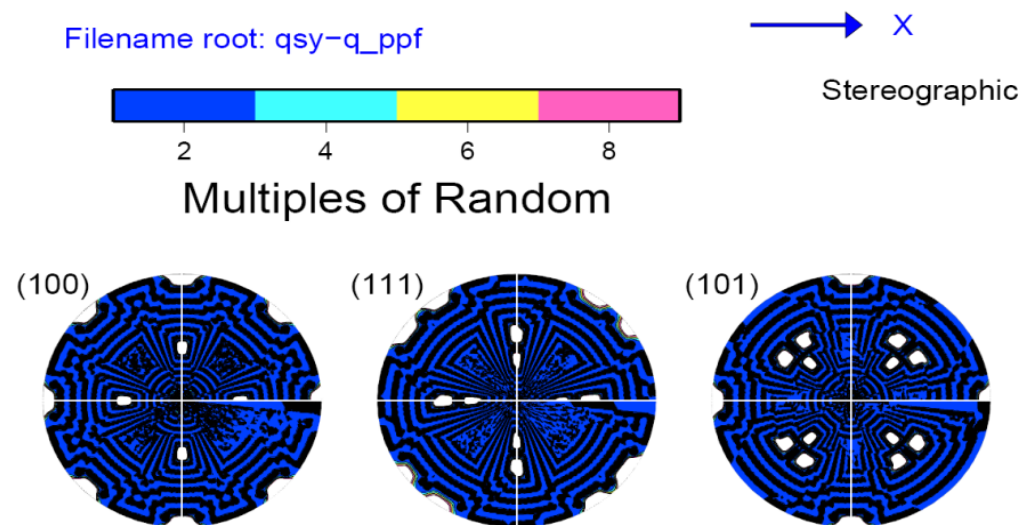 Filename root: qsy−q_ppf
X
Stereographic
2 4 6 8
Multiples of Random
(100) (111) (101)